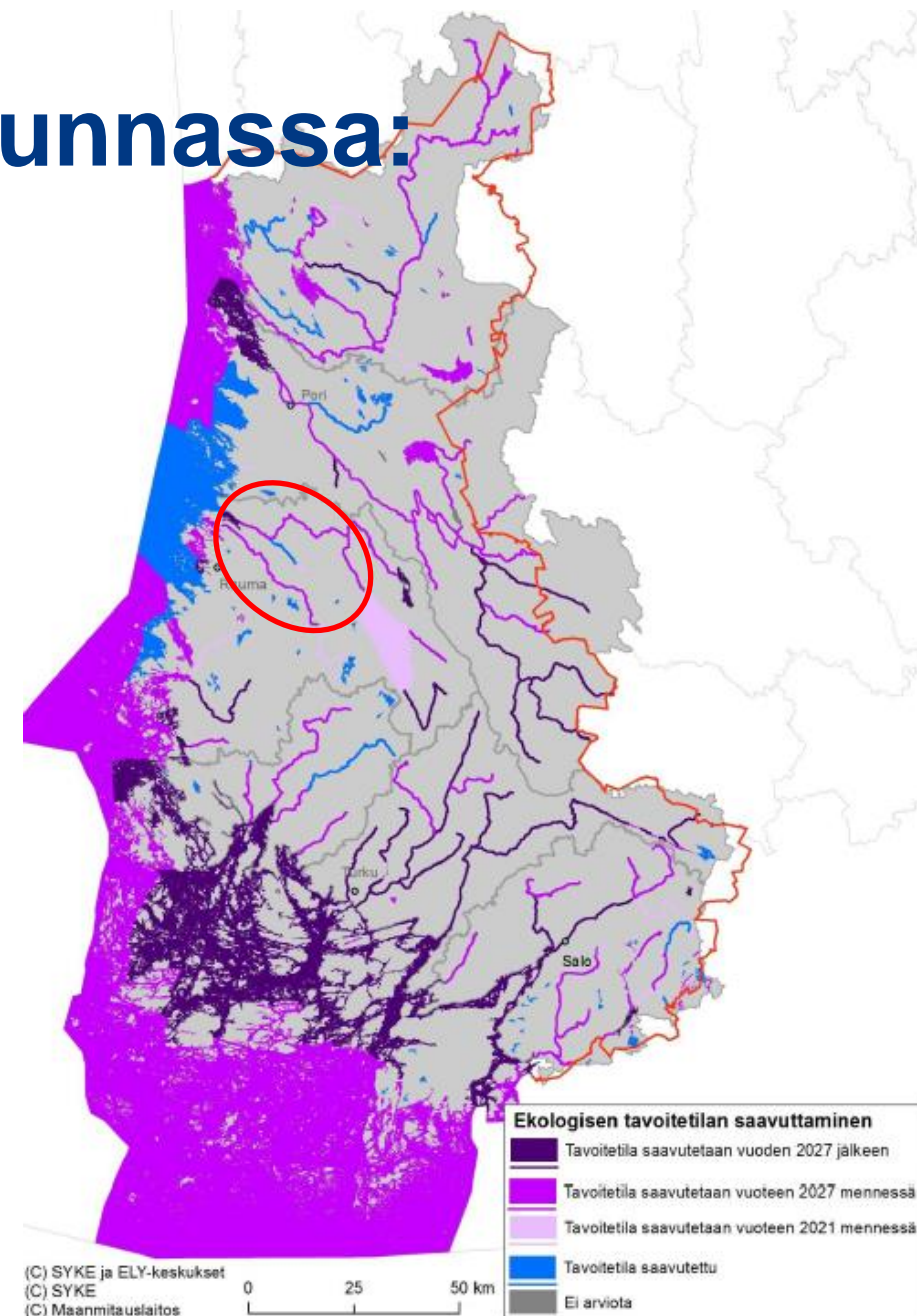 unnassa:
Pori
Rauma
Turku
Salo
Ekologisen tavoitetilan saavuttaminen
Tavoitetila saavutetaan vuoden 2027 jälkeen
Tavoitetila saavutetaan vuoteen 2027 mennessä
Tavoitetila saavutetaan vuoteen 2021 mennessä
Tavoitetila saavutettu
Ei arviota
(C) SYKE ja ELY-keskukset
(C) SYKE
(C) Maanmitauslaitos
0 25 50 km